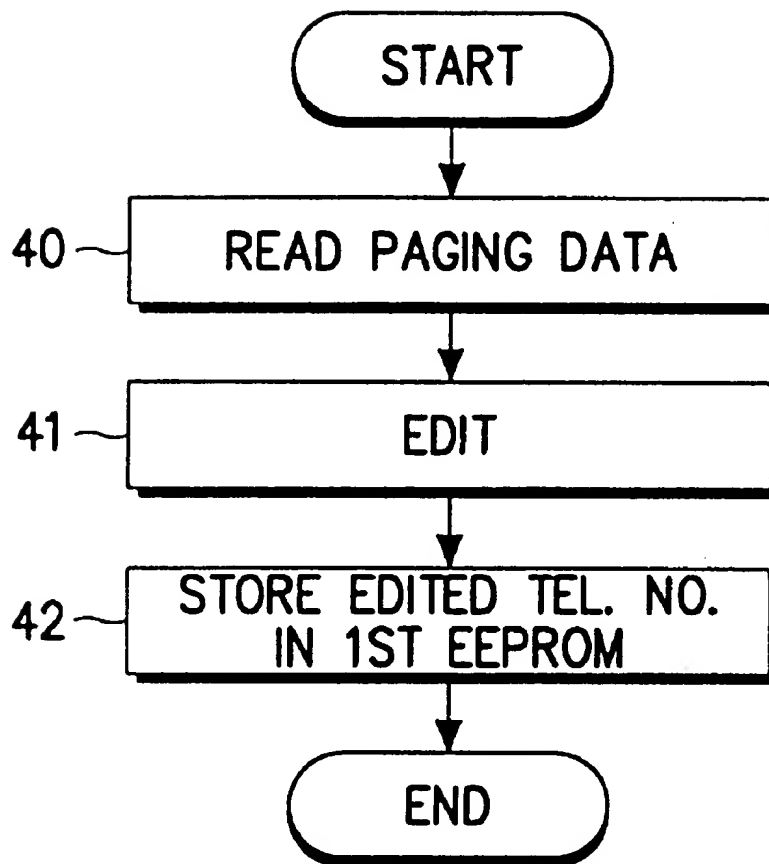 START
40
READ PAGING DATA
41
EDIT
42
STORE EDITED TEL. NO.
IN 1ST EEPROM
END